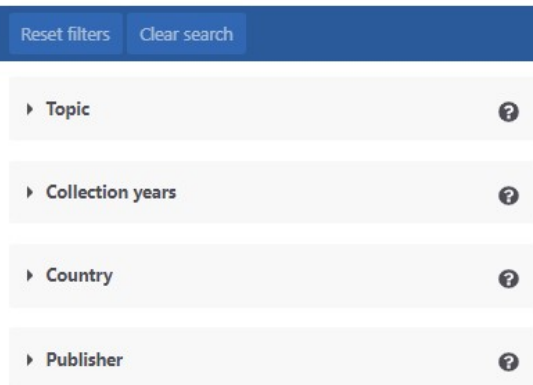 Reset filters Clear search
Topic
Collection years
Country
Publisher